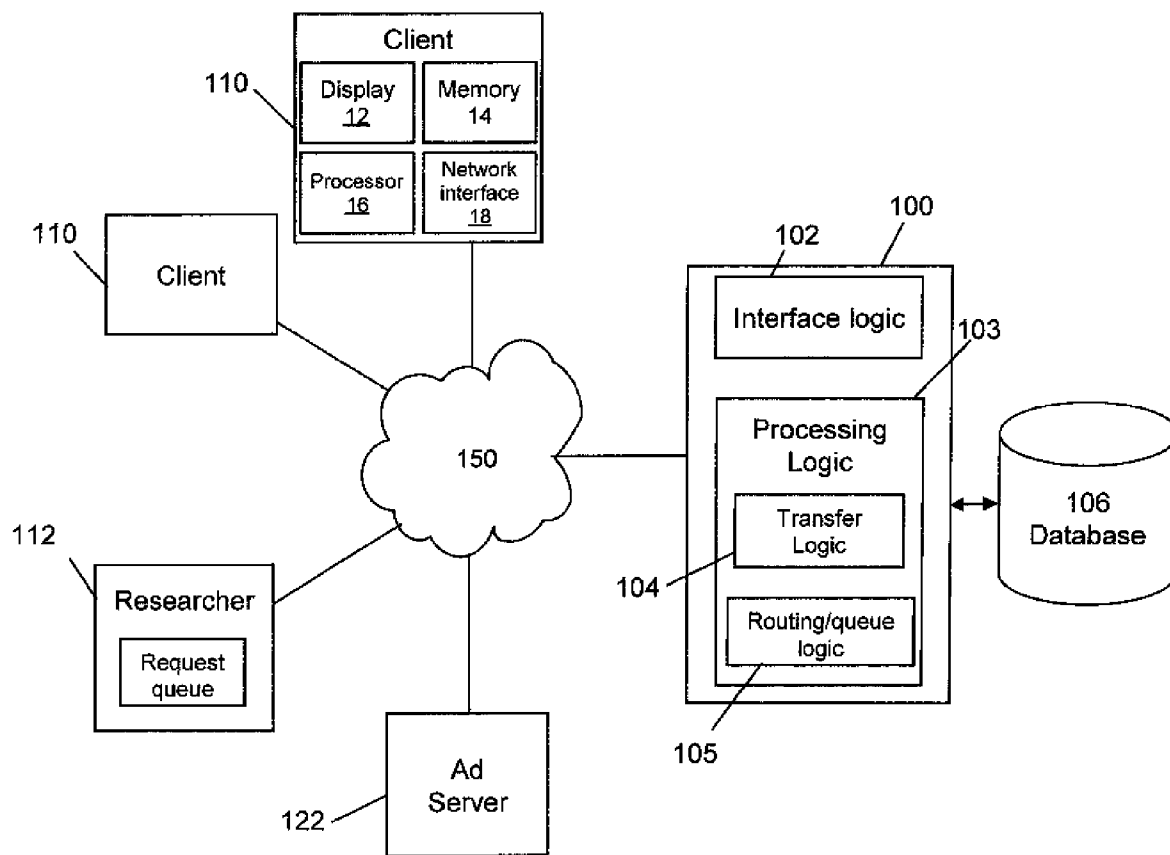 Client
110
Display
12
Memory
14
Processor
16
Network
interface
18
110
Client
100
102
Interface logic
103
Processing
Logic
150
Transfer
Logic
104
Routing/queue
logic
105
106
Database
112
Researcher
Request
queue
Ad
Server
122